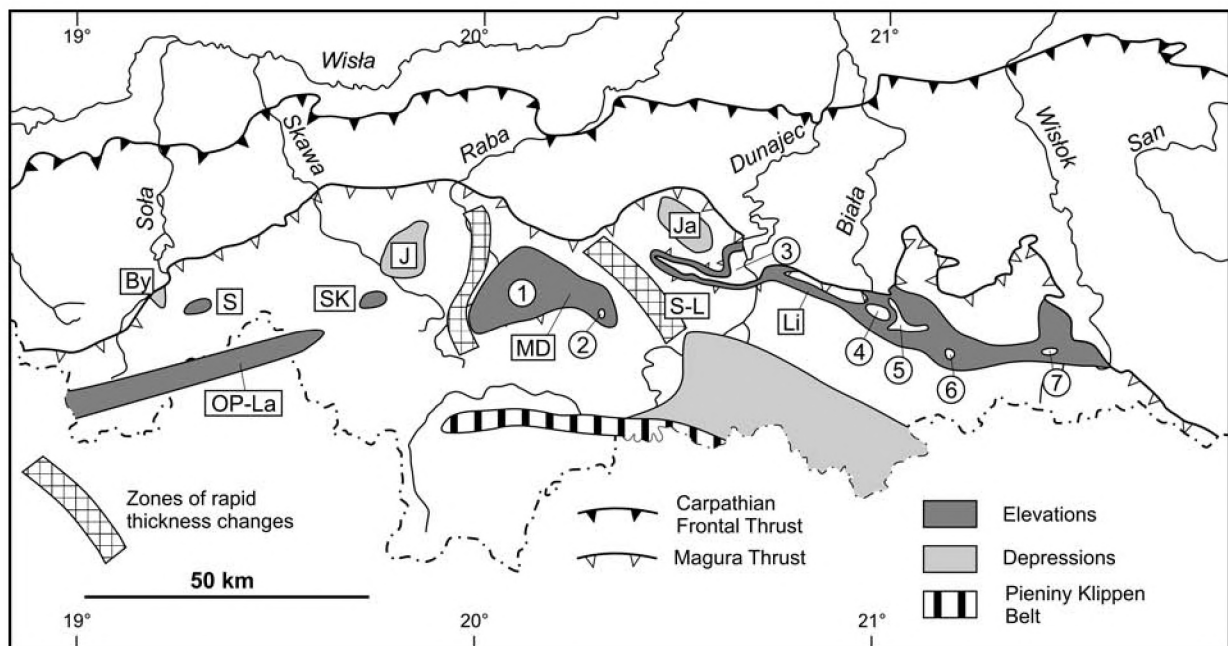 19°
20°
21°
Wisła
Skawa
Raba
Dunajec
Wisłok
San
Soła
Biała
Ja
J
3
By
S
SK
1
S-L
Li
MD
2
4
5
6
7
OP-La
Zones of rapid
thickness changes
Carpathian
Frontal Thrust
Magura Thrust
Elevations
Depressions
Pieniny Klippen
Belt
50 km
19°
20°
21°